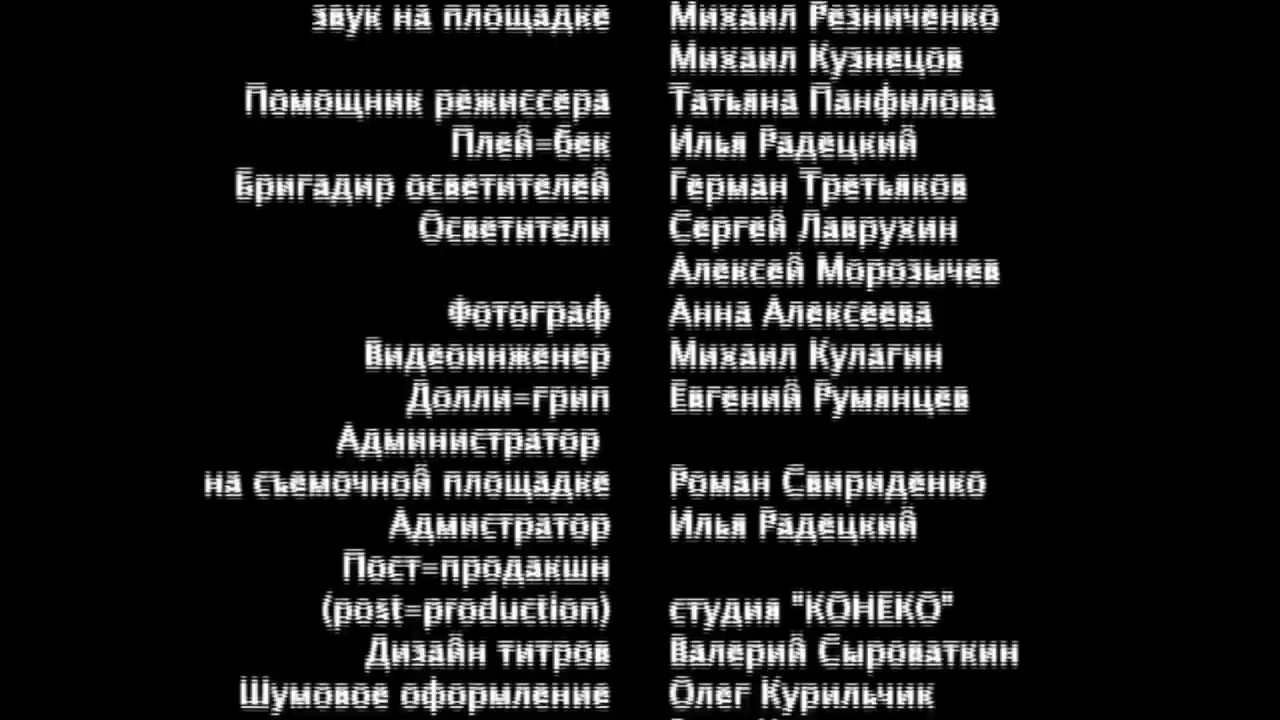 звук на площадке Михаил Резниченко
Михаил Кузнецов
Помощник режиссера Татьяна Панфилова
Плей=бек Илья Радецкий
Бригадир осветителей Герман Третьяков
Осветители Сергей Лаврухин
Алексей Морозычев
Фотограф Анна Алексеева
Видеоинженер Михаил Кулагин
Долли=грип Евгений Румянцев
Администратор
на съемочной площадке Роман Свириденко
Адмистратор Илья Радецкий
Пост=продакшн
(post=production) студия "КОНЕКО"
Дизайн титров Валерий Сыроваткин
Шумовое оформление Олег Курильчик